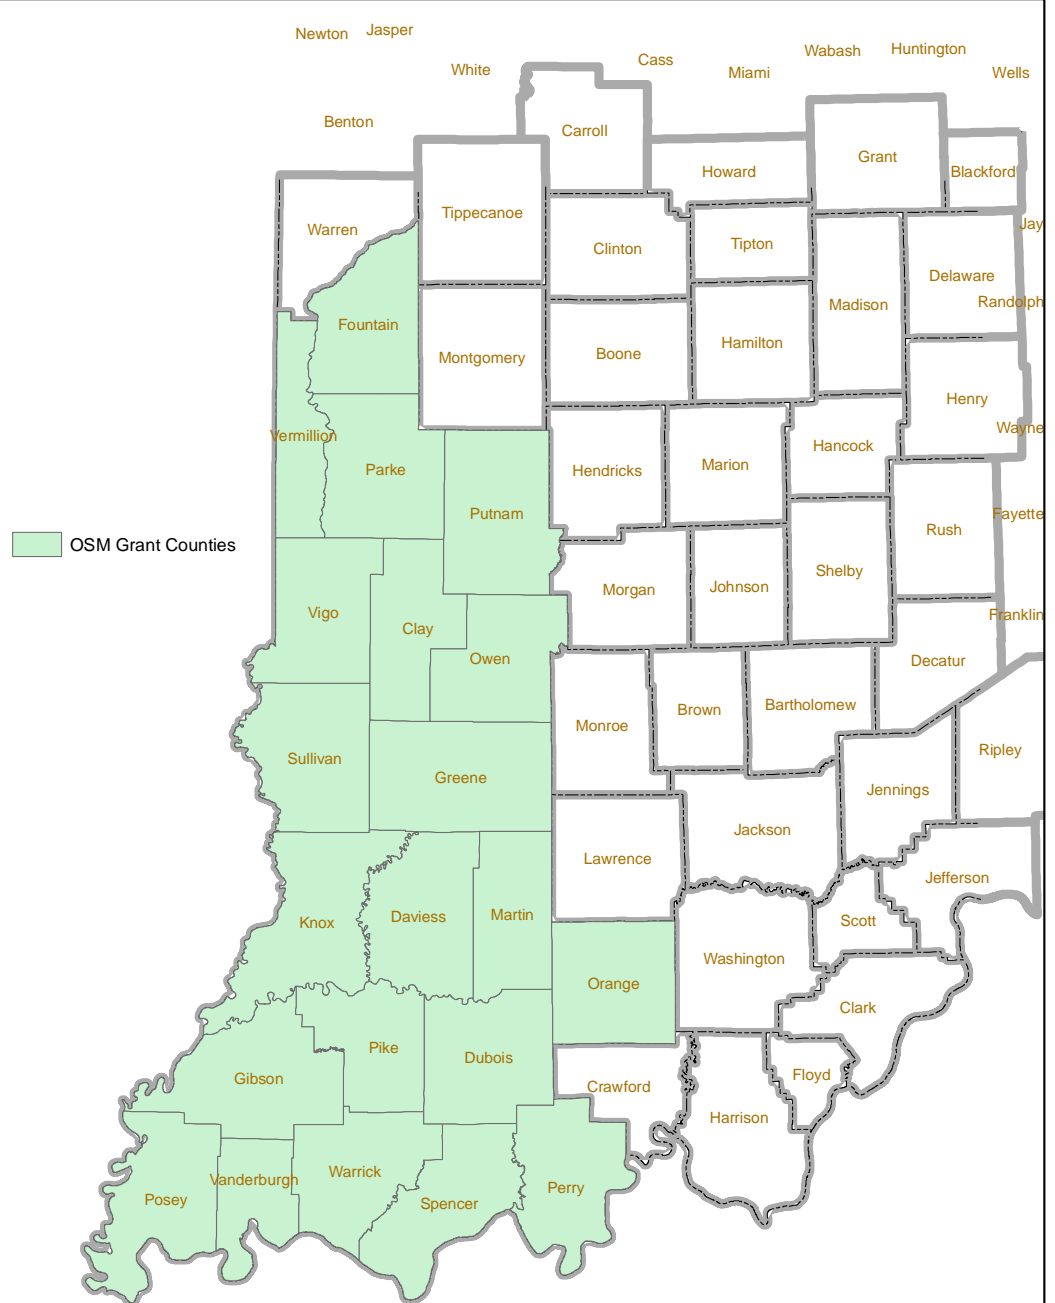 Newton
Jasper
Wabash
Huntington
Cass
White
Miami
Wells
Benton
Carroll
Grant
Howard
Blackford
Tippecanoe
Warren
Jay
Clinton
Tipton
Delaware
Randolph
Madison
Fountain
Hamilton
Montgomery
Boone
Henry
Wayne
Vermillion
Hancock
Parke
Hendricks
Marion
Putnam
Fayette
Rush
OSM Grant Counties
Shelby
Morgan
Johnson
Vigo
Franklin
Clay
Owen
Decatur
Brown
Bartholomew
Monroe
Ripley
Sullivan
Greene
Jennings
Jackson
Lawrence
Jefferson
Knox
Daviess
Martin
Scott
Washington
Orange
Clark
Pike
Dubois
Gibson
Floyd
Crawford
Harrison
Warrick
Vanderburgh
Perry
Posey
Spencer